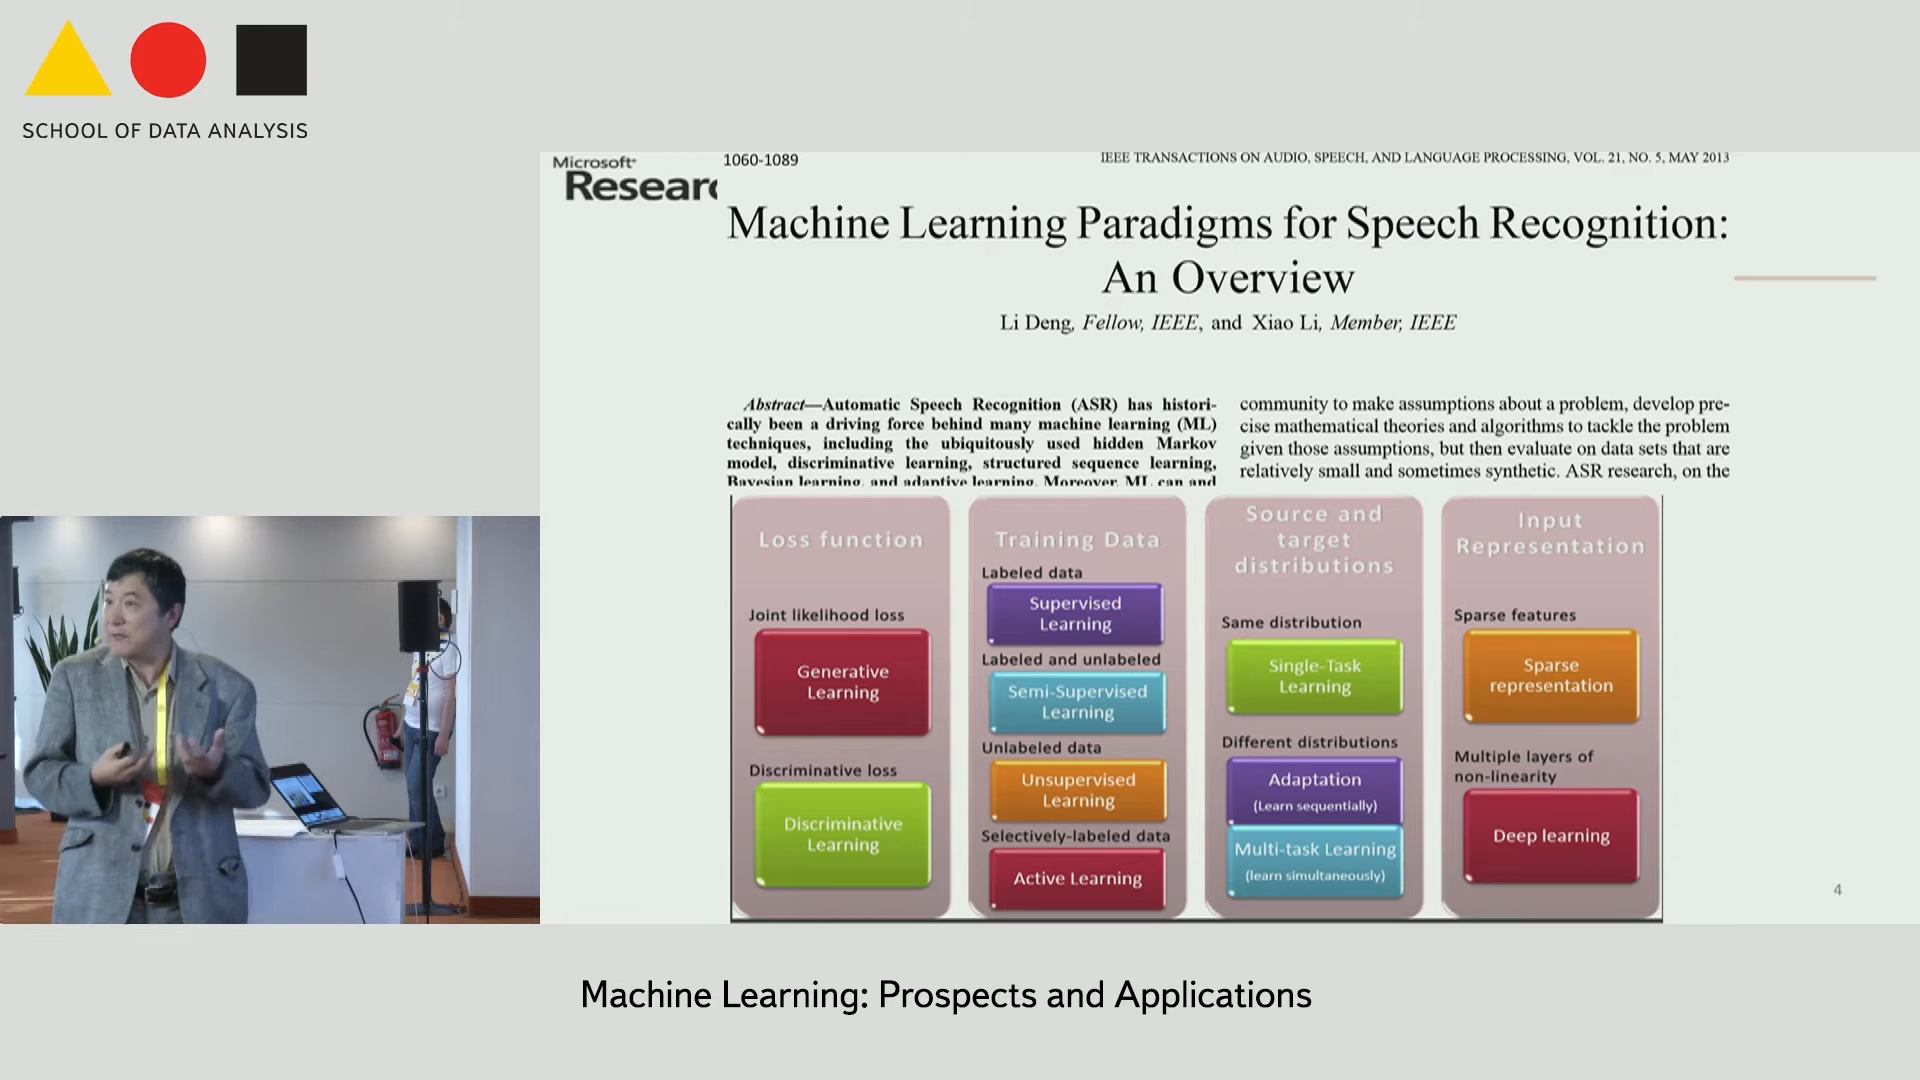 SCHOOL OF DATA ANALYSIS
Microsoft
Researc
1060-1089
IEEE TRANSACTIONS ON AUDIO, SPEECH, AND LANGUAGE PROCESSING, VOL. 21, NO. 5, MAY 2013
Machine Learning Paradigms for Speech Recognition:
An Overview
Li Deng, Fellow, IEEE, and Xiao Li, Member, IEEE
Abstract—Automatic Speech Recognition (ASR) has histori-
cally been a driving force behind many machine learning (ML)
techniques, including the ubiquitously used hidden Markov
model, discriminative learning, structured sequence learning,
Bayesian learning, and adaptive learning. Moreover, ML can and
community to make assumptions about a problem, develop pre-
cise mathematical theories and algorithms to tackle the problem
given those assumptions, but then evaluate on data sets that are
relatively small and sometimes synthetic. ASR research, on the
Loss function
Joint likelihood loss
Generative
Learning
Discriminative loss
Discriminative
Learning
Training Data
Labeled data
Supervised
Learning
Labeled and unlabeled
Semi-Supervised
Learning
Unlabeled data
Unsupervised
Learning
Selectively-labeled data
Active Learning
Source and
target
distributions
Same distribution
Single-Task
Learning
Different distributions
Adaptation
(Learn sequentially)
Multi-task Learning
(learn simultaneously)
Input
Representation
Sparse features
Sparse
representation
Multiple layers of
non-linearity
Deep learning
4
Machine Learning: Prospects and Applications